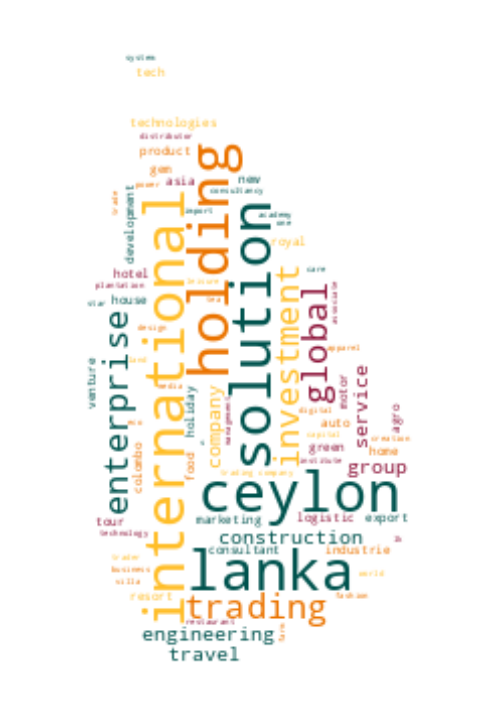 system
tech
technologies
distributor
product
holding
gem
asia
new
power
consultancy
trade
development
international
import
solution
academy
one
royal
hotel
plantation
leisure
care
investment
global
associate
star
house
tea
enterprise
design
apparel
venture
land
media
holiday
company
management
motor
service
digital
agro
eco
auto
capital
creation
colombo
food
green
home
institute
group
trading company
ceylon
tour
marketing
logistic
export
technology
construction
lk
consultant
industrie
trader
lanka
business
world
villa
resort
trading
fashion
restaurant
engineering
travel